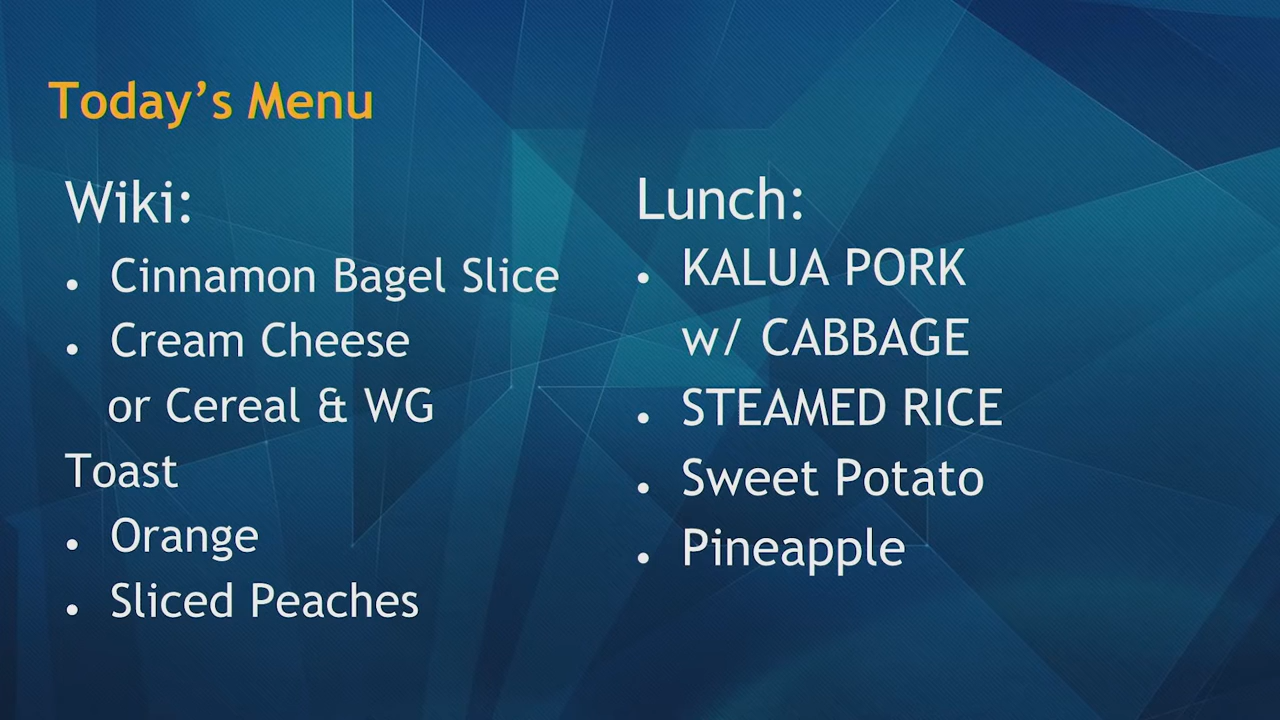 Today's Menu
Wiki:
• Cinnamon Bagel Slice
• Cream Cheese
or Cereal & WG
Toast
• Orange
• Sliced Peaches
Lunch:
• KALUA PORK
w/ CABBAGE
• STEAMED RICE
• Sweet Potato
• Pineapple